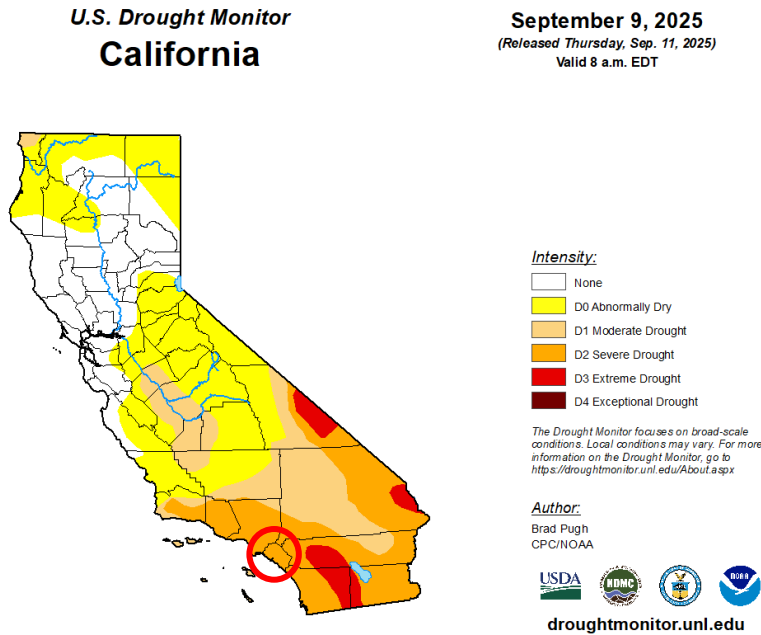 U.S. Drought Monitor
California
September 9, 2025
(Released Thursday, Sep. 11, 2025)
Valid 8 a.m. EDT
Intensity:
None
D0 Abnormally Dry
D1 Moderate Drought
D2 Severe Drought
D3 Extreme Drought
D4 Exceptional Drought
The Drought Monitor focuses on broad-scale
conditions. Local conditions may vary. For more
information on the Drought Monitor, go to
https://droughtmonitor.unl.edu/About.aspx
Author:
Brad Pugh
CPC/NOAA
USDA
NDMC
NOAA
droughtmonitor.unl.edu